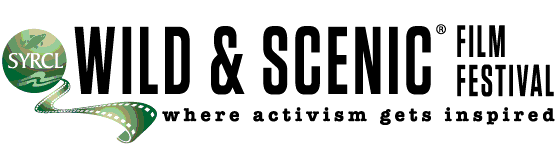 SYRCL
WILD & SCENIC® FILM
FESTIVAL
where activism gets inspired